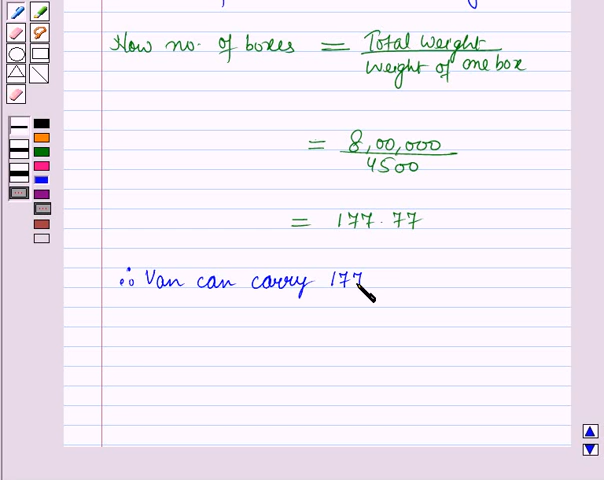 Now no. of boxes = Total weight / Weight of one box
= 8,00,000 / 4500
= 177.77
∴ Van can carry 177